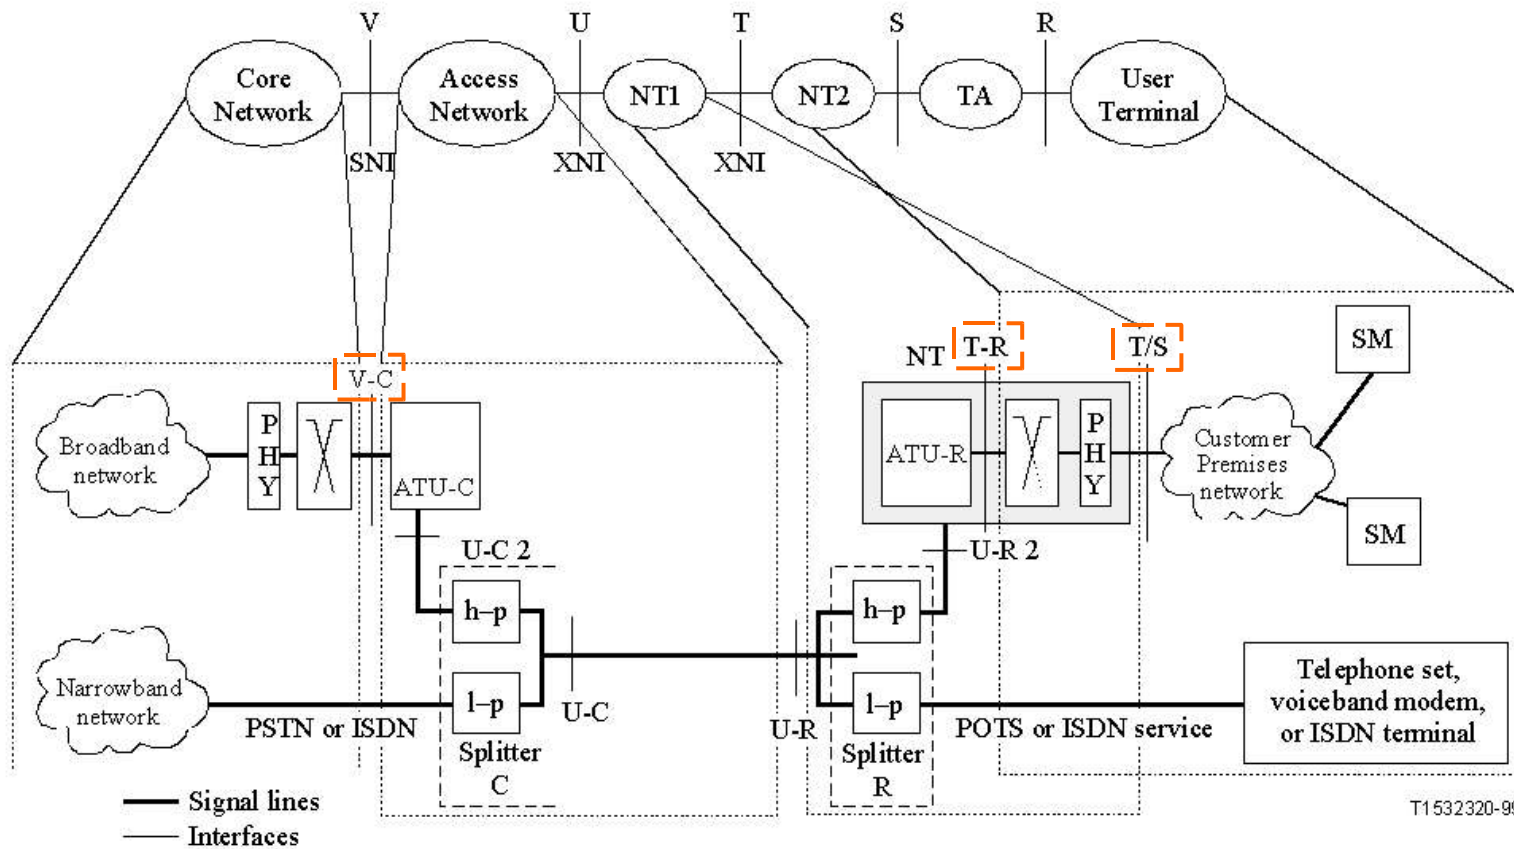 V
U
T
S
R
Core
Network
Access
Network
NT1
NT2
TA
User
Terminal
SNI
XNI
XNI
V-C
NT
T-R
T/S
SM
Broadband
network
P
H
Y
ATU-C
ATU-R
P
H
Y
Customer
Premises
network
SM
U-C 2
U-R 2
h–p
h–p
Narrowband
network
PSTN or ISDN
l–p
U-C
U-R
l–p
POTS or ISDN service
Telephone set,
voiceband modem,
or ISDN terminal
Splitter
C
Splitter
R
Signal lines
Interfaces
T1532320-99